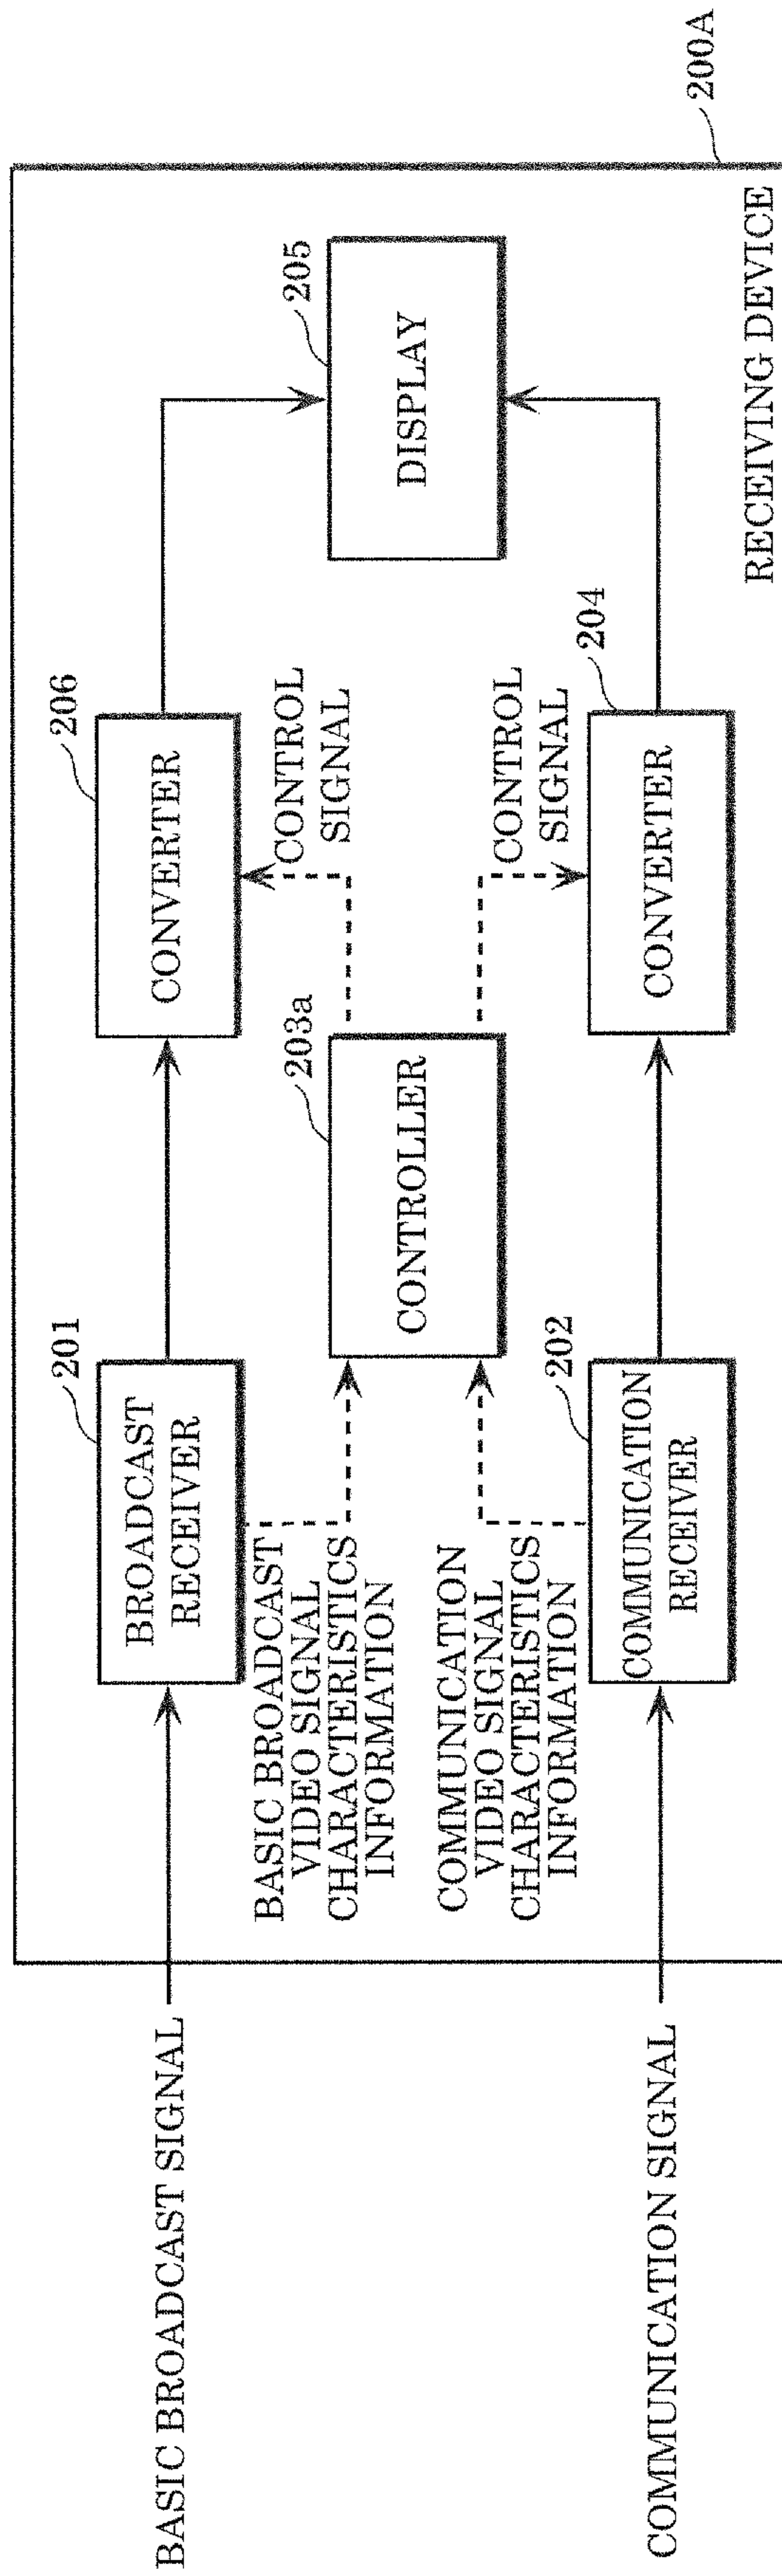 BASIC BROADCAST SIGNAL
201
BROADCAST
RECEIVER
206
CONVERTER
BASIC BROADCAST
VIDEO SIGNAL
CHARACTERISTICS
INFORMATION
203a
CONTROLLER
CONTROL
SIGNAL
205
DISPLAY
COMMUNICATION
VIDEO SIGNAL
CHARACTERISTICS
INFORMATION
CONTROL
SIGNAL
COMMUNICATION SIGNAL
202
COMMUNICATION
RECEIVER
204
CONVERTER
200A
RECEIVING DEVICE